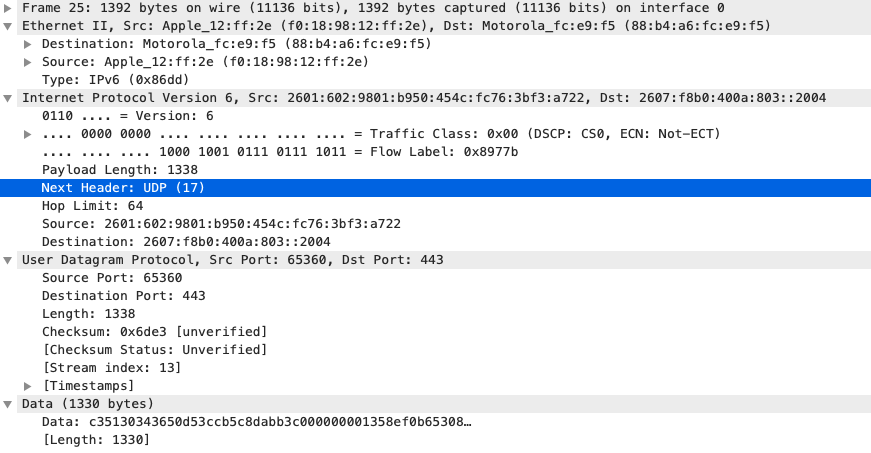 Frame 25: 1392 bytes on wire (11136 bits), 1392 bytes captured (11136 bits) on interface 0
Ethernet II, Src: Apple_12:ff:2e (f0:18:98:12:ff:2e), Dst: Motorola_fc:e9:f5 (88:b4:a6:fc:e9:f5)
Destination: Motorola_fc:e9:f5 (88:b4:a6:fc:e9:f5)
Source: Apple_12:ff:2e (f0:18:98:12:ff:2e)
Type: IPv6 (0x86dd)
Internet Protocol Version 6, Src: 2601:602:9801:b950:454c:fc76:3bf3:a722, Dst: 2607:f8b0:400a:803::2004
0110 .... = Version: 6
.... 0000 0000 .... .... .... .... .... = Traffic Class: 0x00 (DSCP: CS0, ECN: Not-ECT)
.... .... .... 1000 1001 0111 0111 1011 = Flow Label: 0x8977b
Payload Length: 1338
Next Header: UDP (17)
Hop Limit: 64
Source: 2601:602:9801:b950:454c:fc76:3bf3:a722
Destination: 2607:f8b0:400a:803::2004
User Datagram Protocol, Src Port: 65360, Dst Port: 443
Source Port: 65360
Destination Port: 443
Length: 1338
Checksum: 0x6de3 [unverified]
[Checksum Status: Unverified]
[Stream index: 13]
[Timestamps]
Data (1330 bytes)
Data: c35130343650d53ccb5c8dabb3c000000001358ef0b65308…
[Length: 1330]